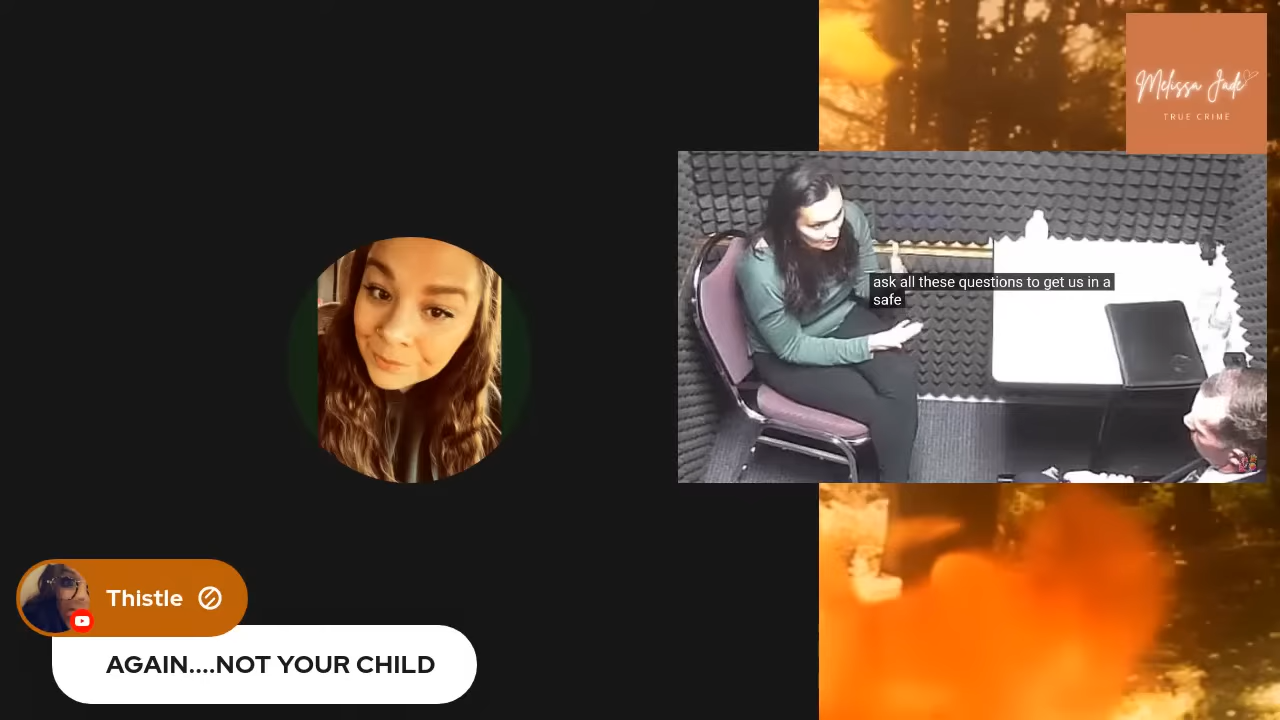 Melissa Jade
TRUE CRIME
ask all these questions to get us in a
safe
Thistle
AGAIN....NOT YOUR CHILD